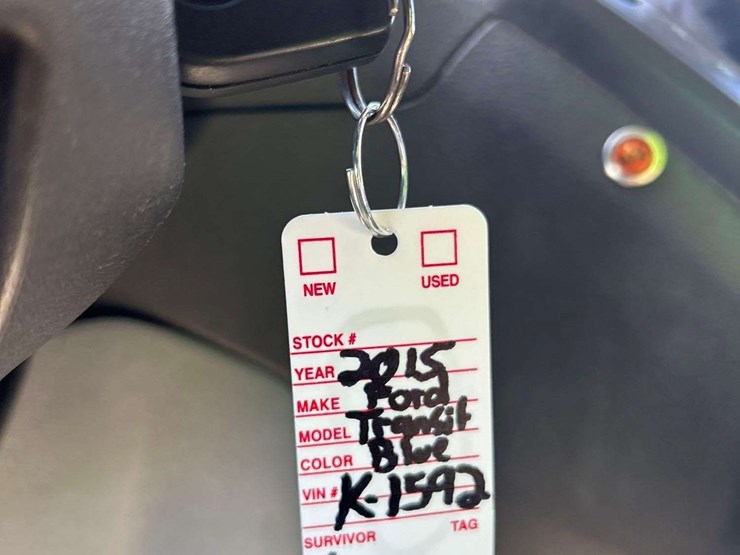 NEW USED
STOCK #
YEAR 2015
MAKE Ford
MODEL Transit
COLOR Blue
VIN # K-1592
SURVIVOR TAG